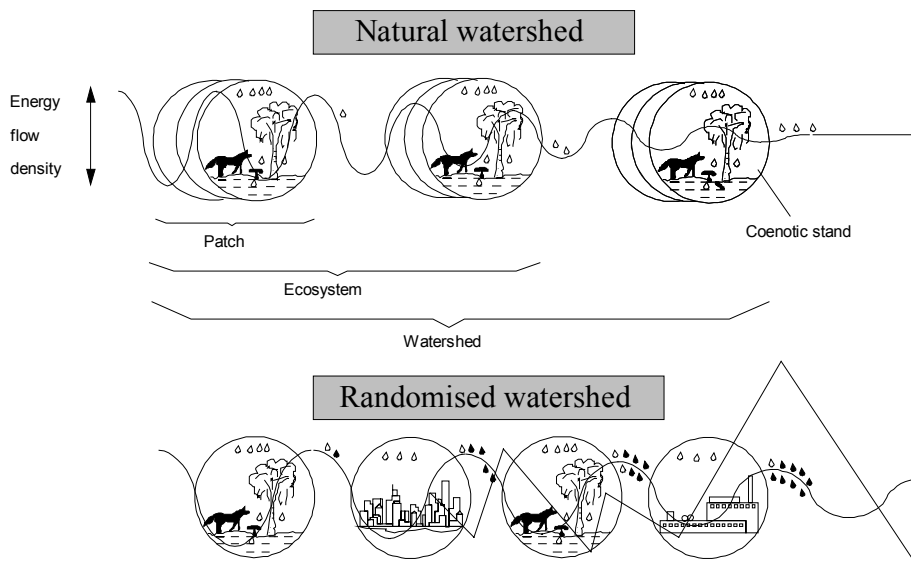 Natural watershed
Energy
flow
density
Patch
Coenotic stand
Ecosystem
Watershed
Randomised watershed